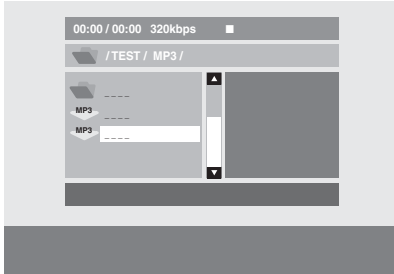 00:00 / 00:00 320kbps
/ TEST / MP3 /
_ _ _ _
MP3 _ _ _ _
MP3 _ _ _ _